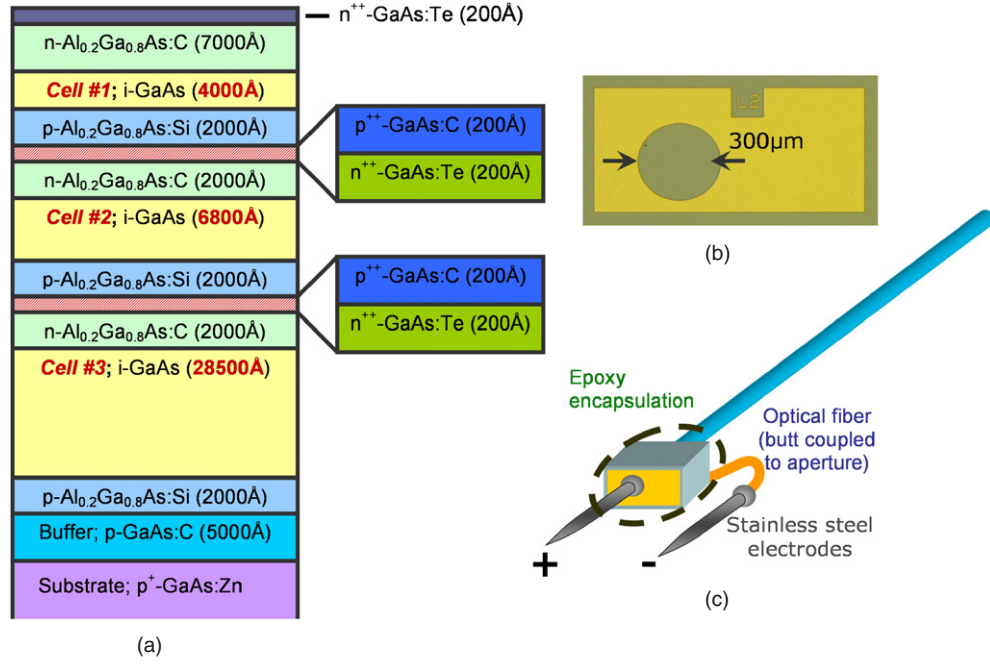 n++-GaAs:Te (200Å)
n-Al0.2Ga0.8As:C (7000Å)
Cell #1; i-GaAs (4000Å)
p-Al0.2Ga0.8As:Si (2000Å)
p++-GaAs:C (200Å)
n++-GaAs:Te (200Å)
n-Al0.2Ga0.8As:C (2000Å)
Cell #2; i-GaAs (6800Å)
p-Al0.2Ga0.8As:Si (2000Å)
p++-GaAs:C (200Å)
n++-GaAs:Te (200Å)
n-Al0.2Ga0.8As:C (2000Å)
Cell #3; i-GaAs (28500Å)
p-Al0.2Ga0.8As:Si (2000Å)
Buffer; p-GaAs:C (5000Å)
Substrate; p+-GaAs:Zn
(a)
L2
300µm
(b)
Epoxy
encapsulation
Optical fiber
(butt coupled
to aperture)
Stainless steel
electrodes
+
-
(c)